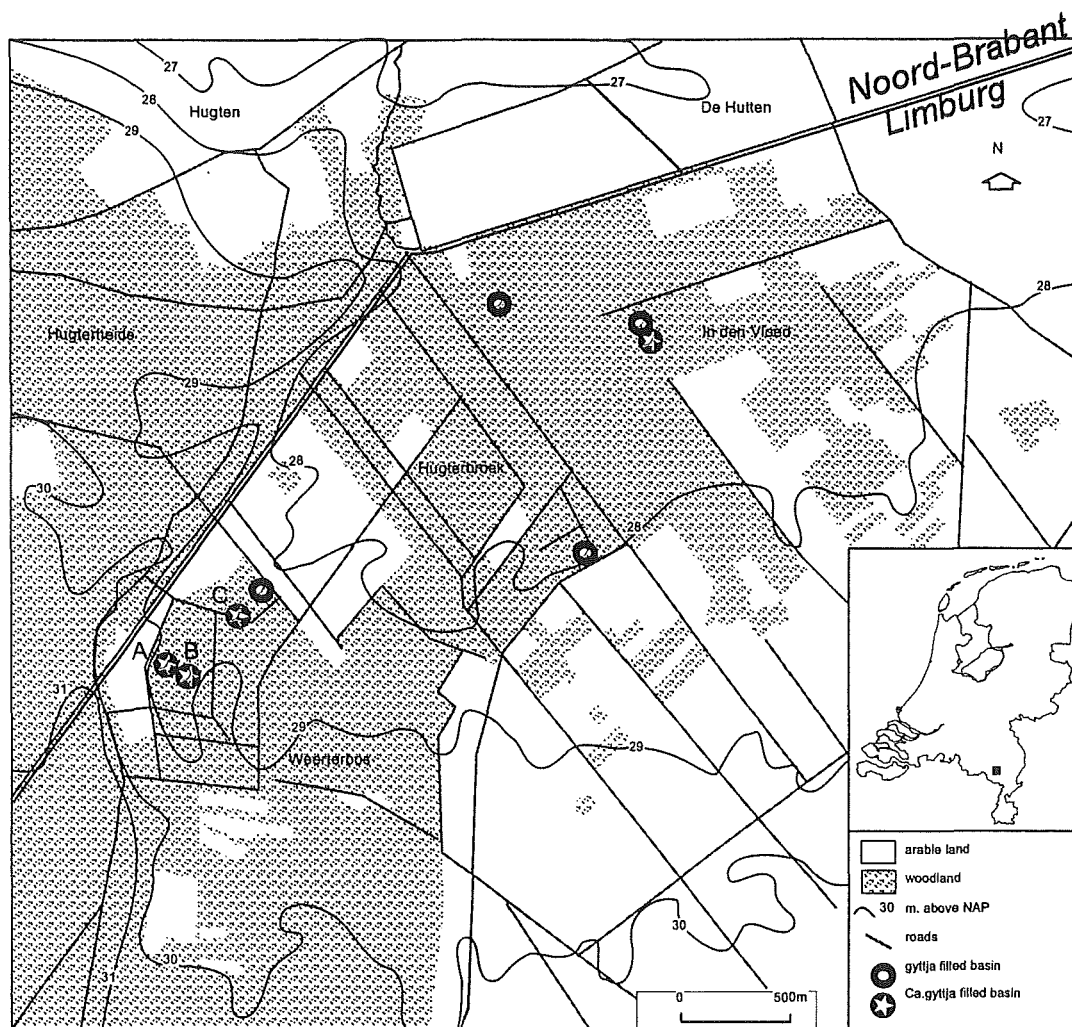 Noord-Brabant
Limburg
27
28
29
Hugten
27
De Hutten
27
N
28
Hugterheide
29
In den Vloed
30
28
Hugterbroek
28
C
A
B
31
29
Weerterbos
29
30
30
31
arable land
woodland
30 m. above NAP
roads
gyttja filled basin
Ca.gyttja filled basin
0 500m